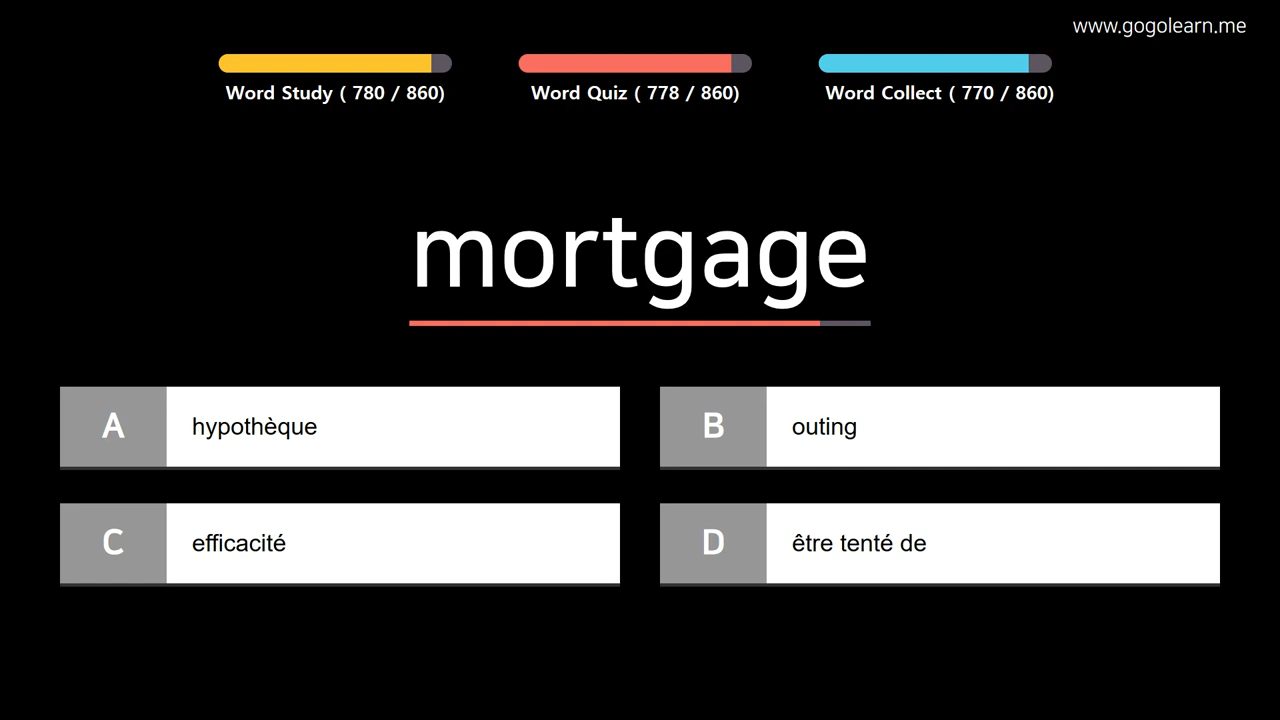 www.gogolearn.me
Word Study ( 780 / 860)
Word Quiz ( 778 / 860)
Word Collect ( 770 / 860)
mortgage
A hypothèque
B outing
C efficacité
D être tenté de